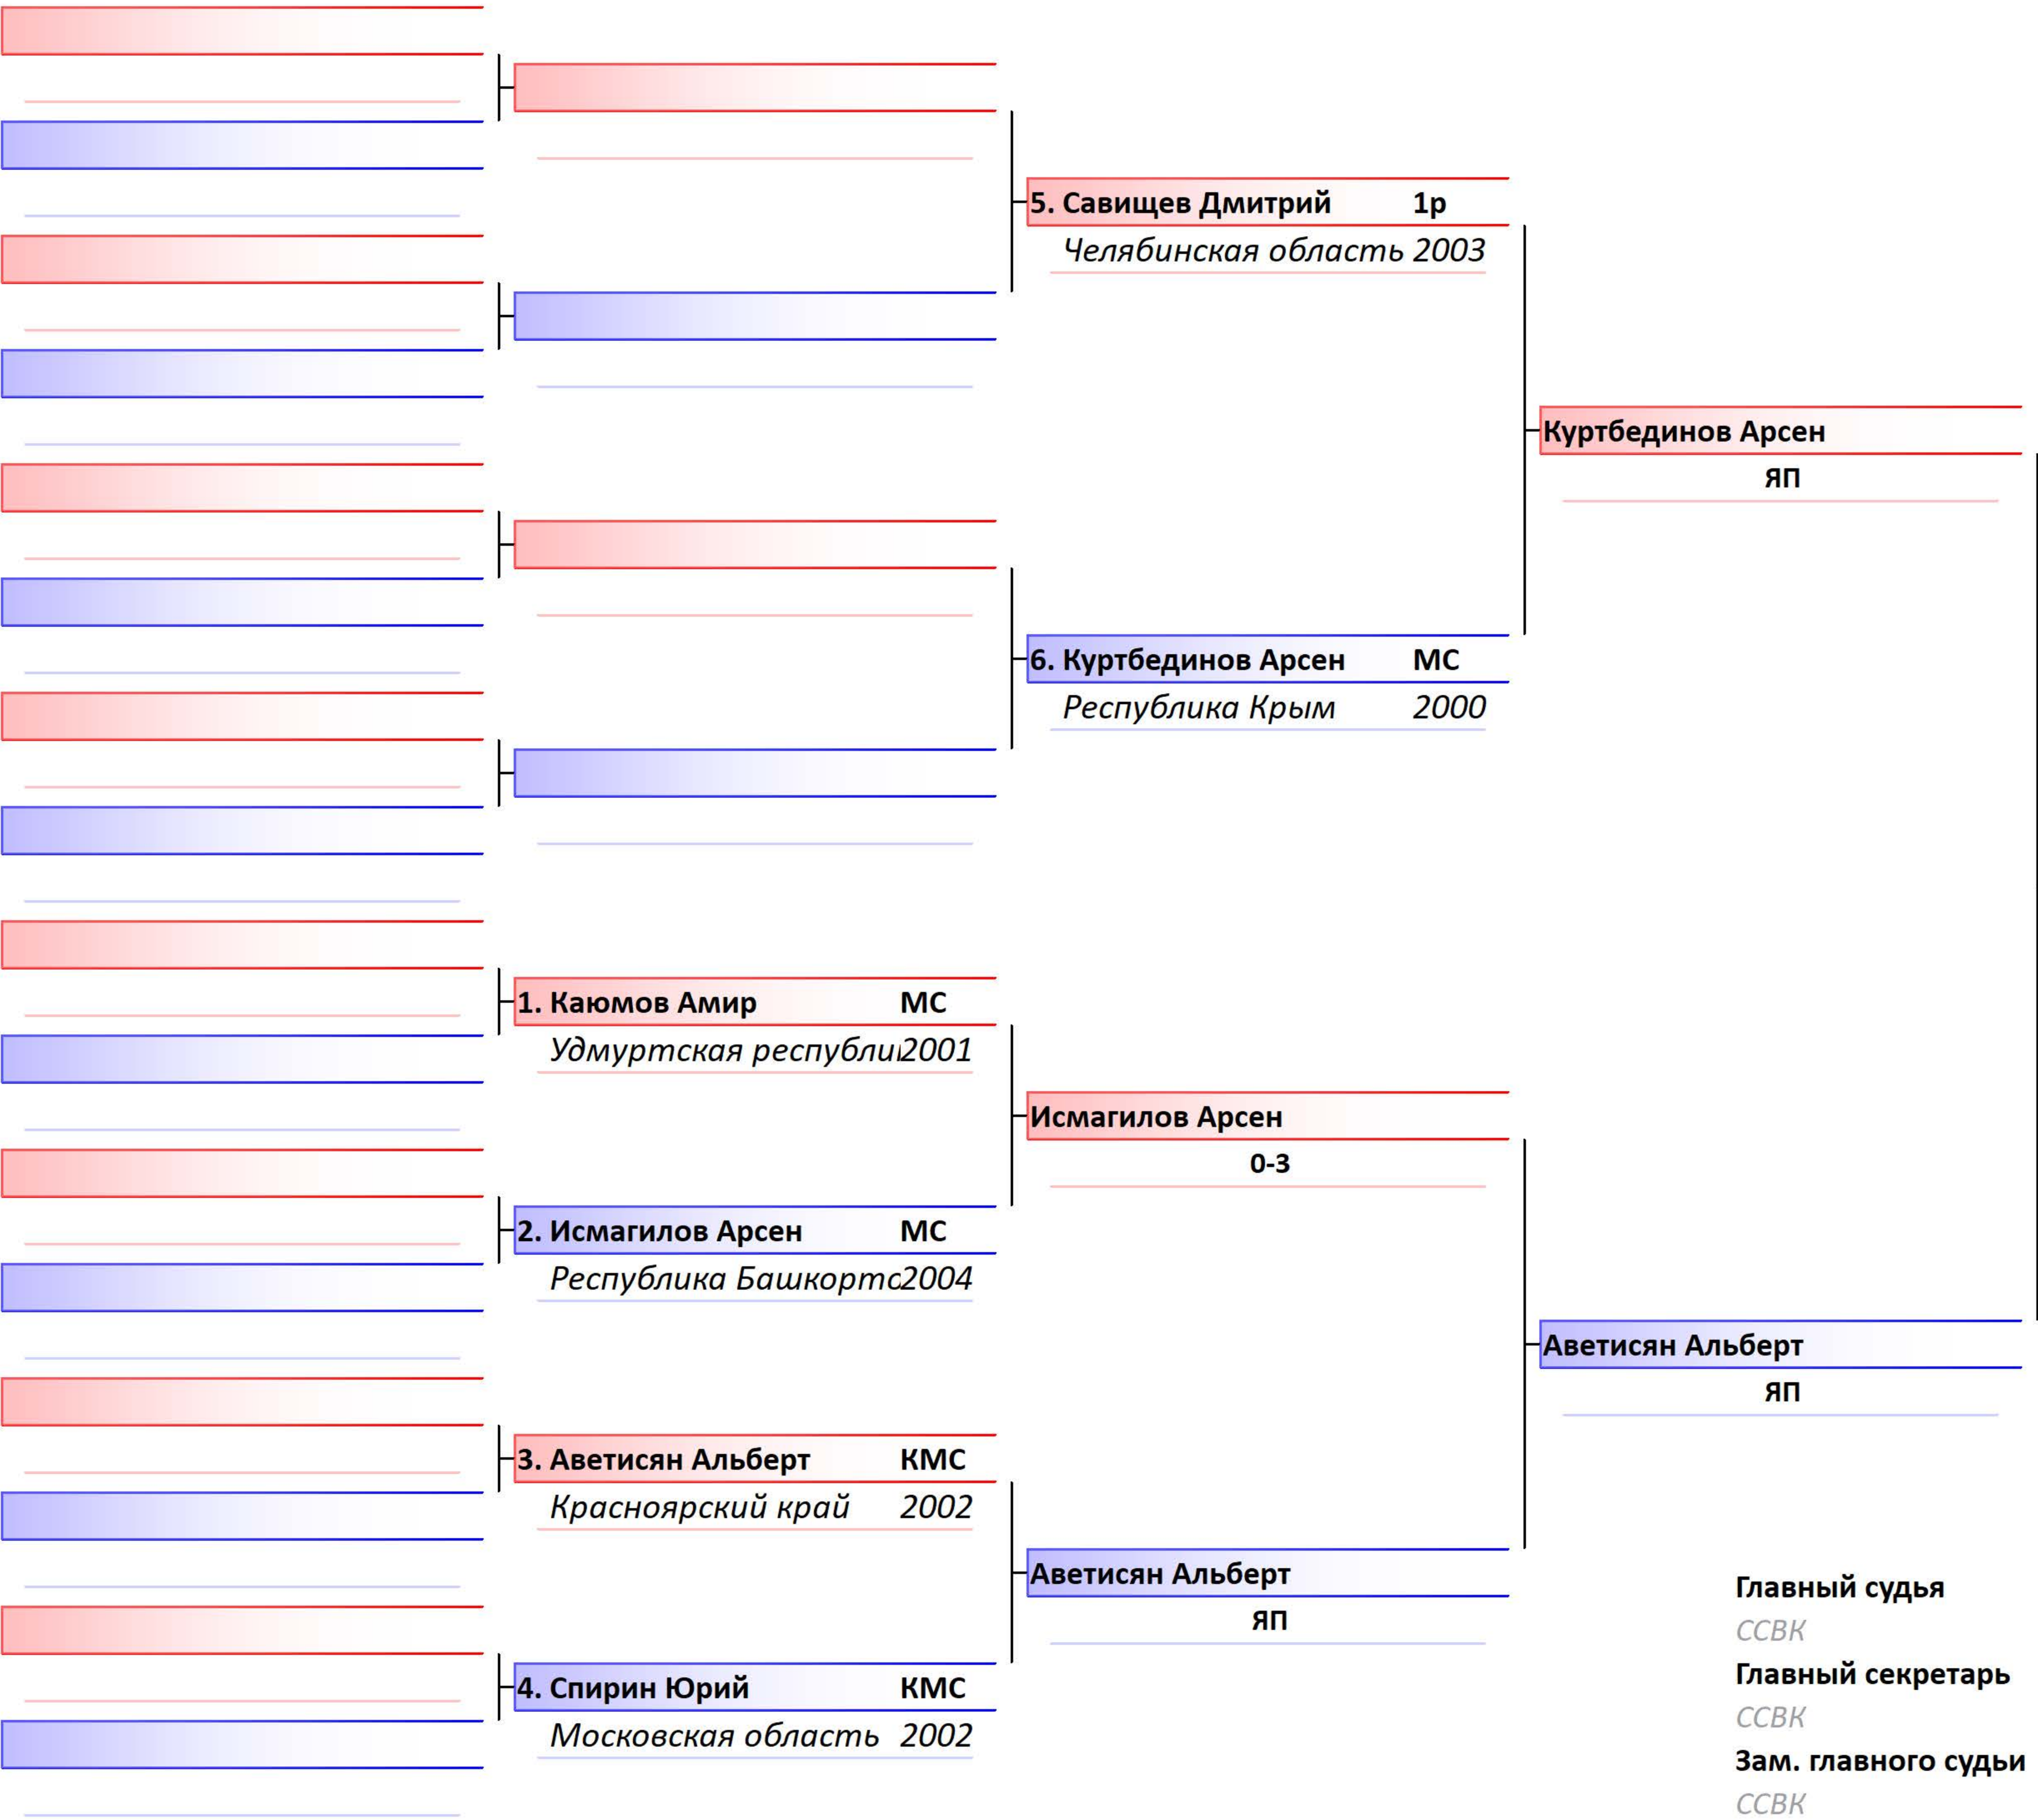 5. Савищев Дмитрий 1р
Челябинская область 2003
Куртбединов Арсен
ЯП
6. Куртбединов Арсен МС
Республика Крым 2000
1. Каюмов Амир МС
Удмуртская республи 2001
Исмагилов Арсен
0-3
2. Исмагилов Арсен МС
Республика Башкорто 2004
Аветисян Альберт
ЯП
3. Аветисян Альберт КМС
Красноярский край 2002
Аветисян Альберт
ЯП
4. Спирин Юрий КМС
Московская область 2002
Главный судья
ССВК
Главный секретарь
ССВК
Зам. главного судьи
ССВК